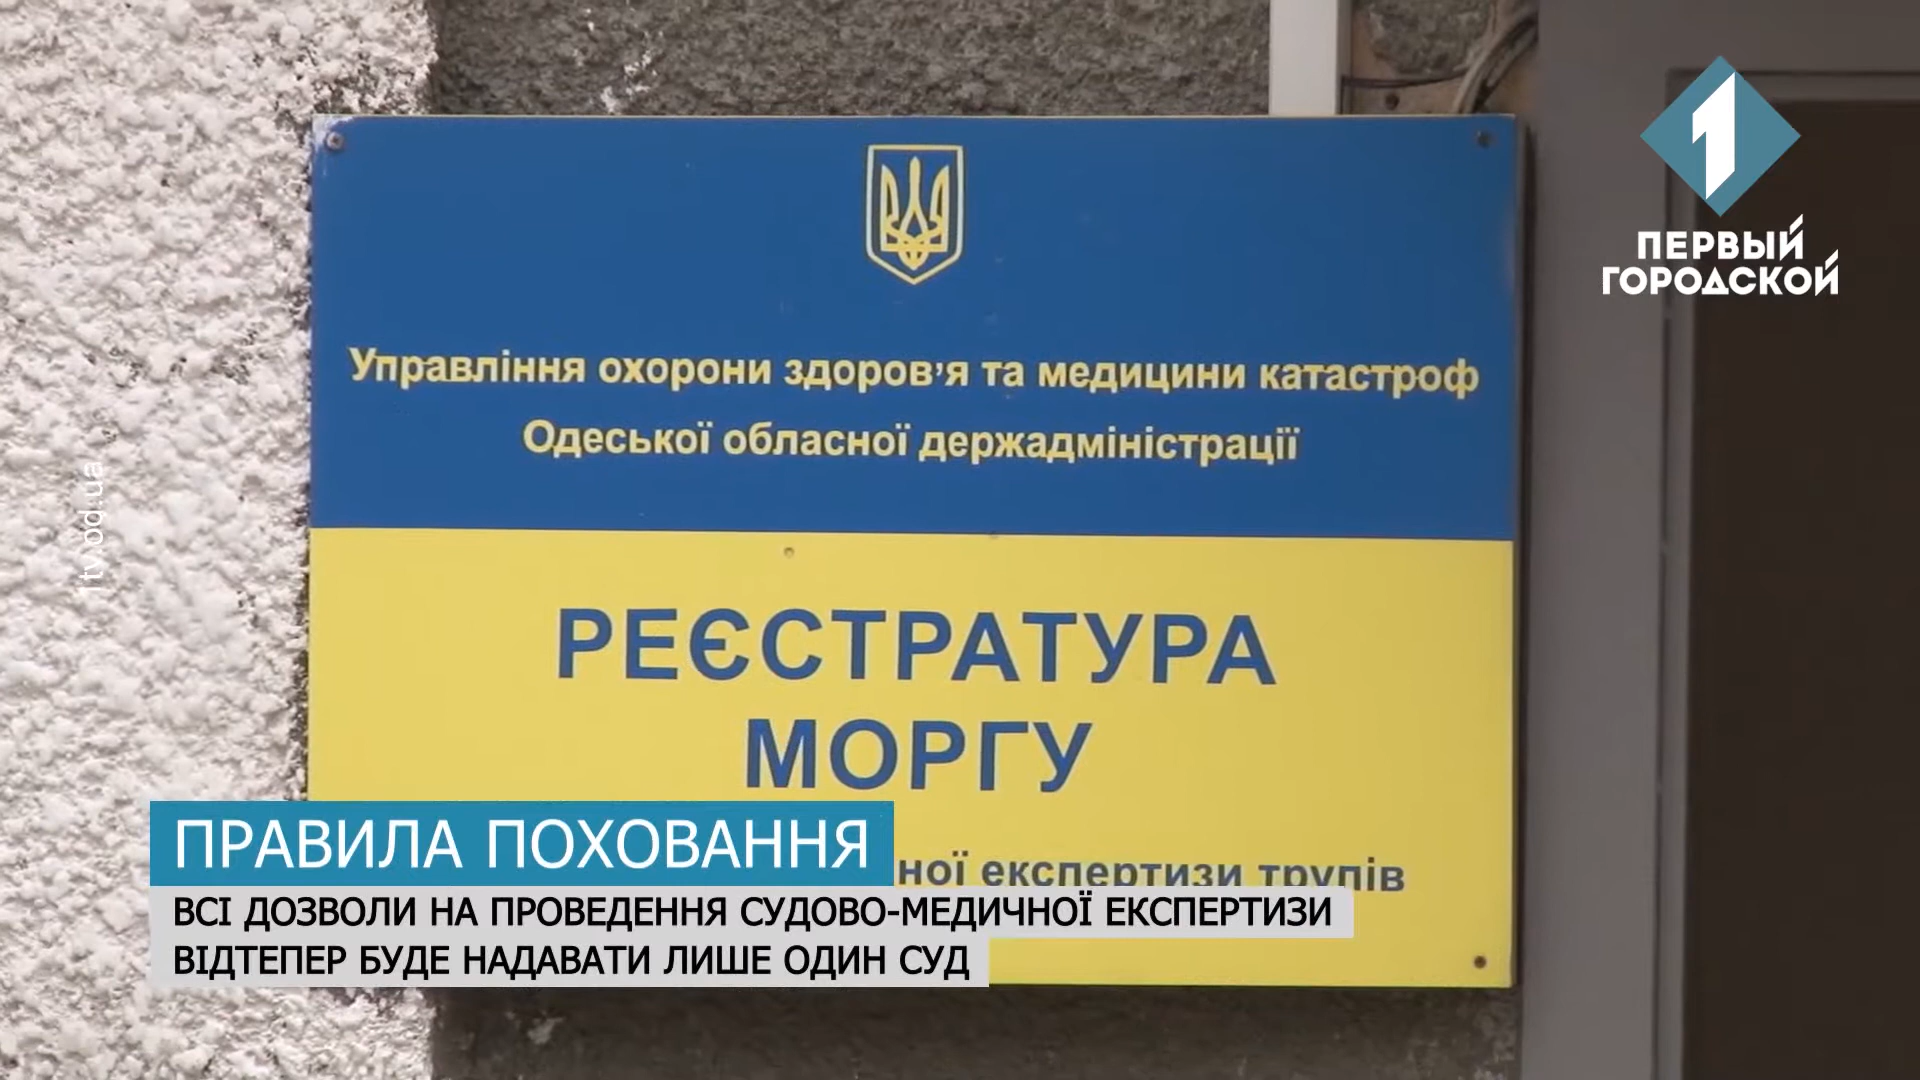 1
ПЕРВЫЙ
ГОРОДСКОЙ
Управління охорони здоров'я та медицини катастроф
Одеської обласної держадміністрації
РЕЄСТРАТУРА
МОРГУ
ної експертизи трупів
ПРАВИЛА ПОХОВАННЯ
ВСІ ДОЗВОЛИ НА ПРОВЕДЕННЯ СУДОВО-МЕДИЧНОЇ ЕКСПЕРТИЗИ
ВІДТЕПЕР БУДЕ НАДАВАТИ ЛИШЕ ОДИН СУД
1tv.od.ua